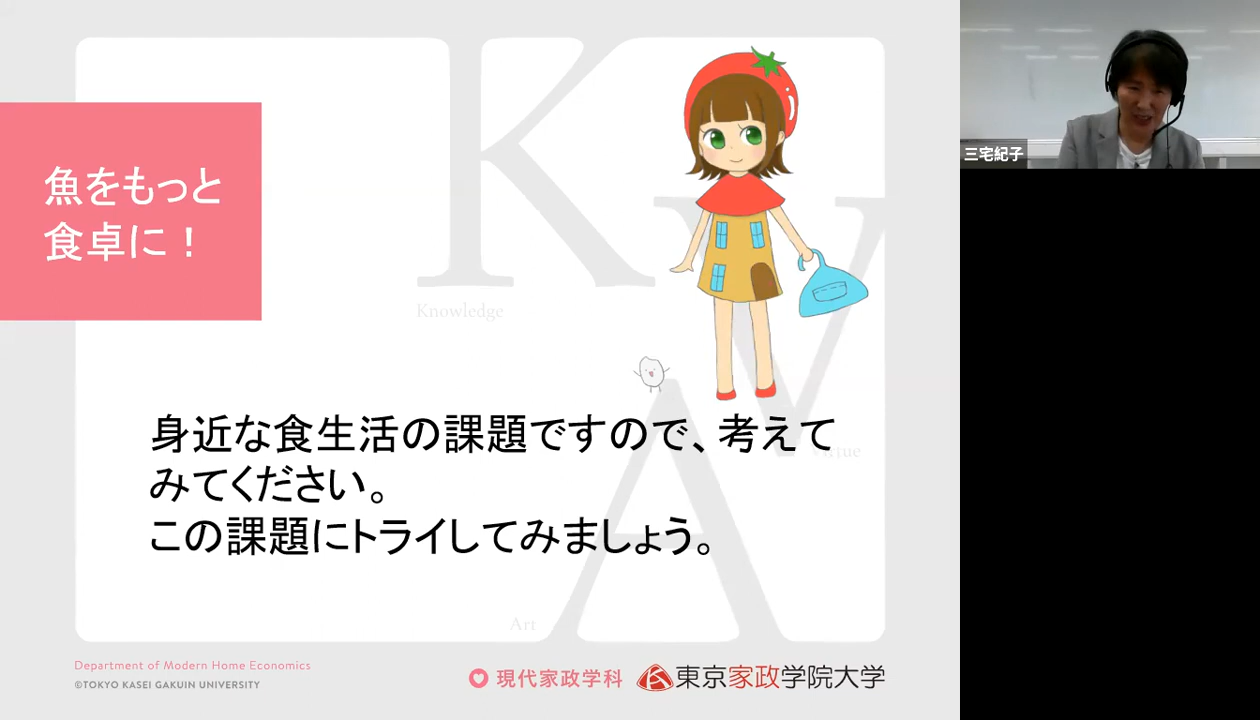 魚をもっと
食卓に！
三宅紀子
Knowledge
Virtue
身近な食生活の課題ですので、考えて
みてください。
この課題にトライしてみましょう。
Art
Department of Modern Home Economics
©TOKYO KASEI GAKUIN UNIVERSITY
現代家政学科
東京家政学院大学